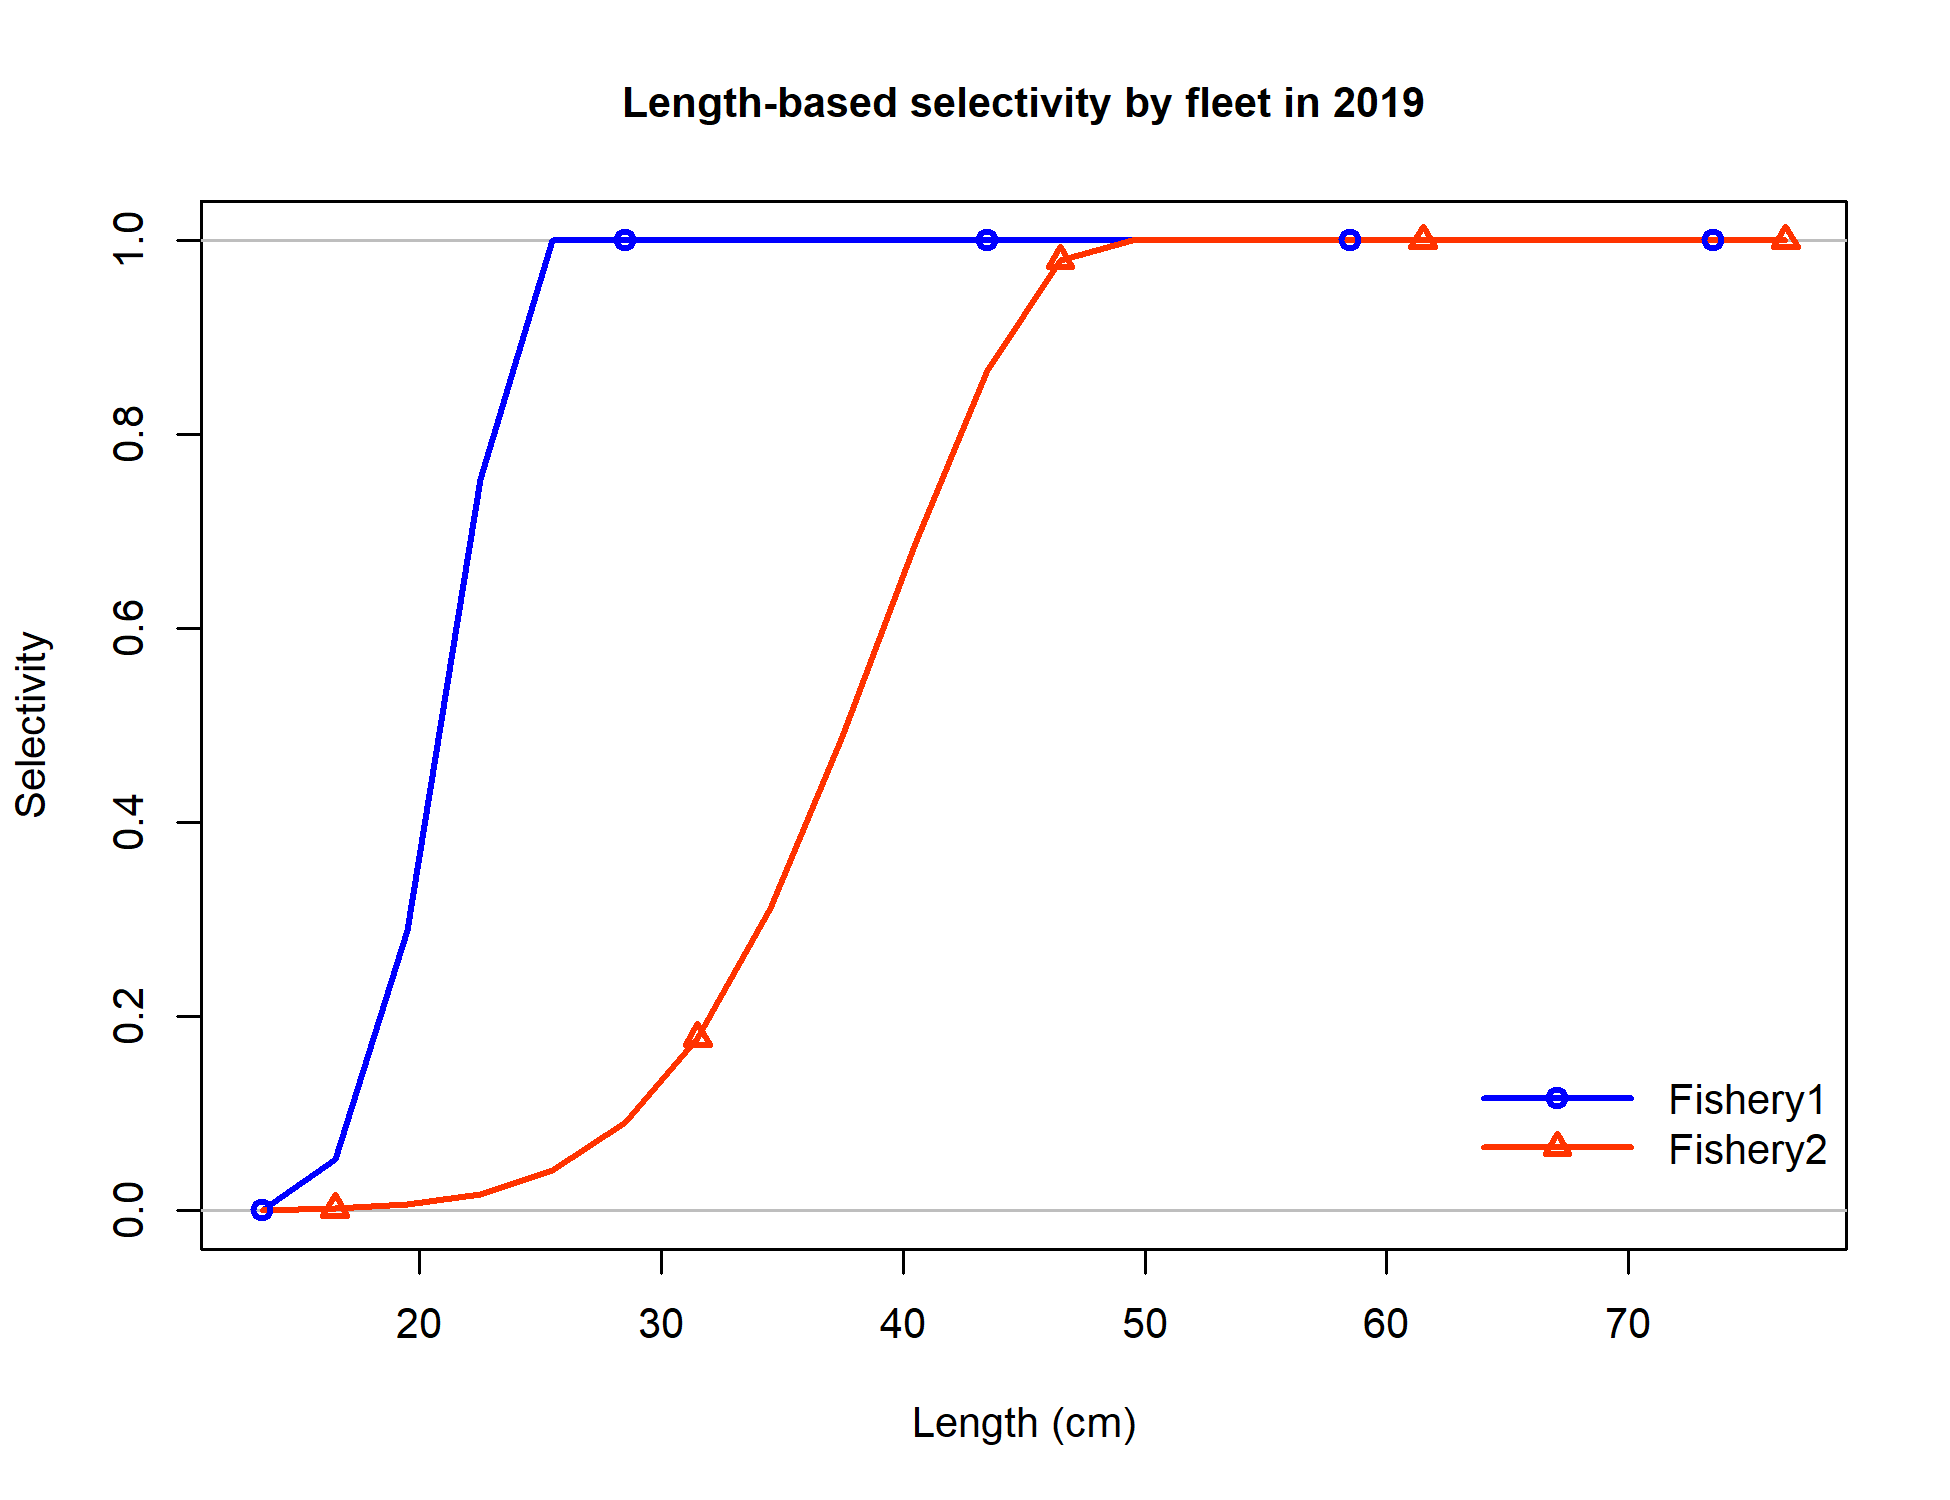 Length-based selectivity by fleet in 2019
Selectivity
1.0
0.8
0.6
0.4
0.2
0.0
Fishery1
Fishery2
20 30 40 50 60 70
Length (cm)